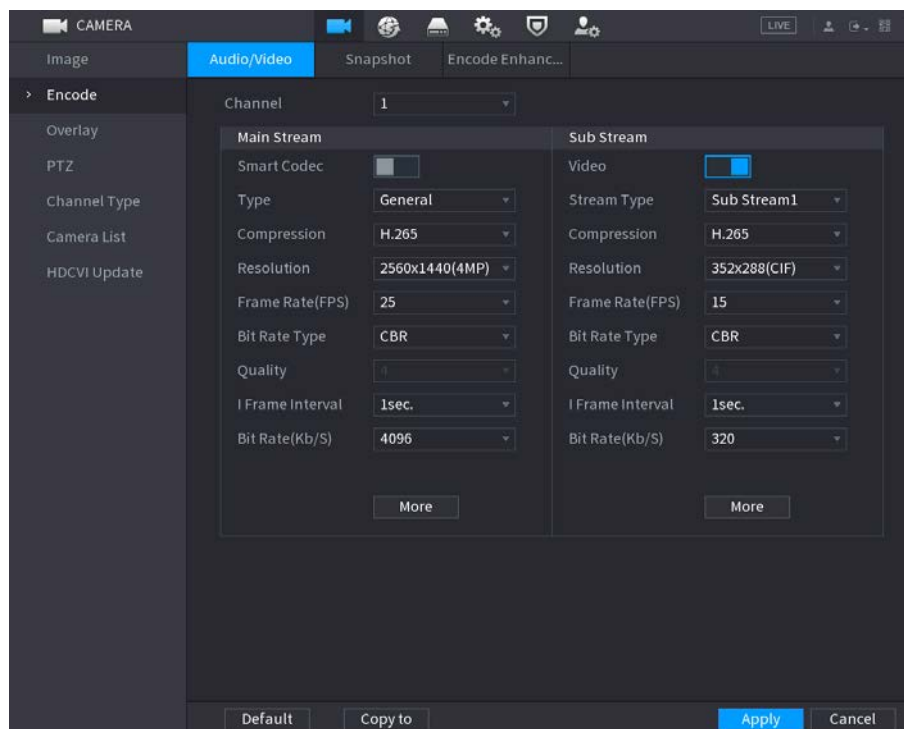 CAMERA
LIVE
Image
Audio/Video Snapshot Encode Enhanc...
Encode
Channel 1
Overlay
Main Stream Sub Stream
PTZ
Smart Codec Video
Channel Type
Type General Stream Type Sub Stream1
Camera List
Compression H.265 Compression H.265
HDCVI Update
Resolution 2560x1440(4MP) Resolution 352x288(CIF)
Frame Rate(FPS) 25 Frame Rate(FPS) 15
Bit Rate Type CBR Bit Rate Type CBR
Quality 4 Quality 4
I Frame Interval 1sec. I Frame Interval 1sec.
Bit Rate(Kb/S) 4096 Bit Rate(Kb/S) 320
More More
Default Copy to Apply Cancel